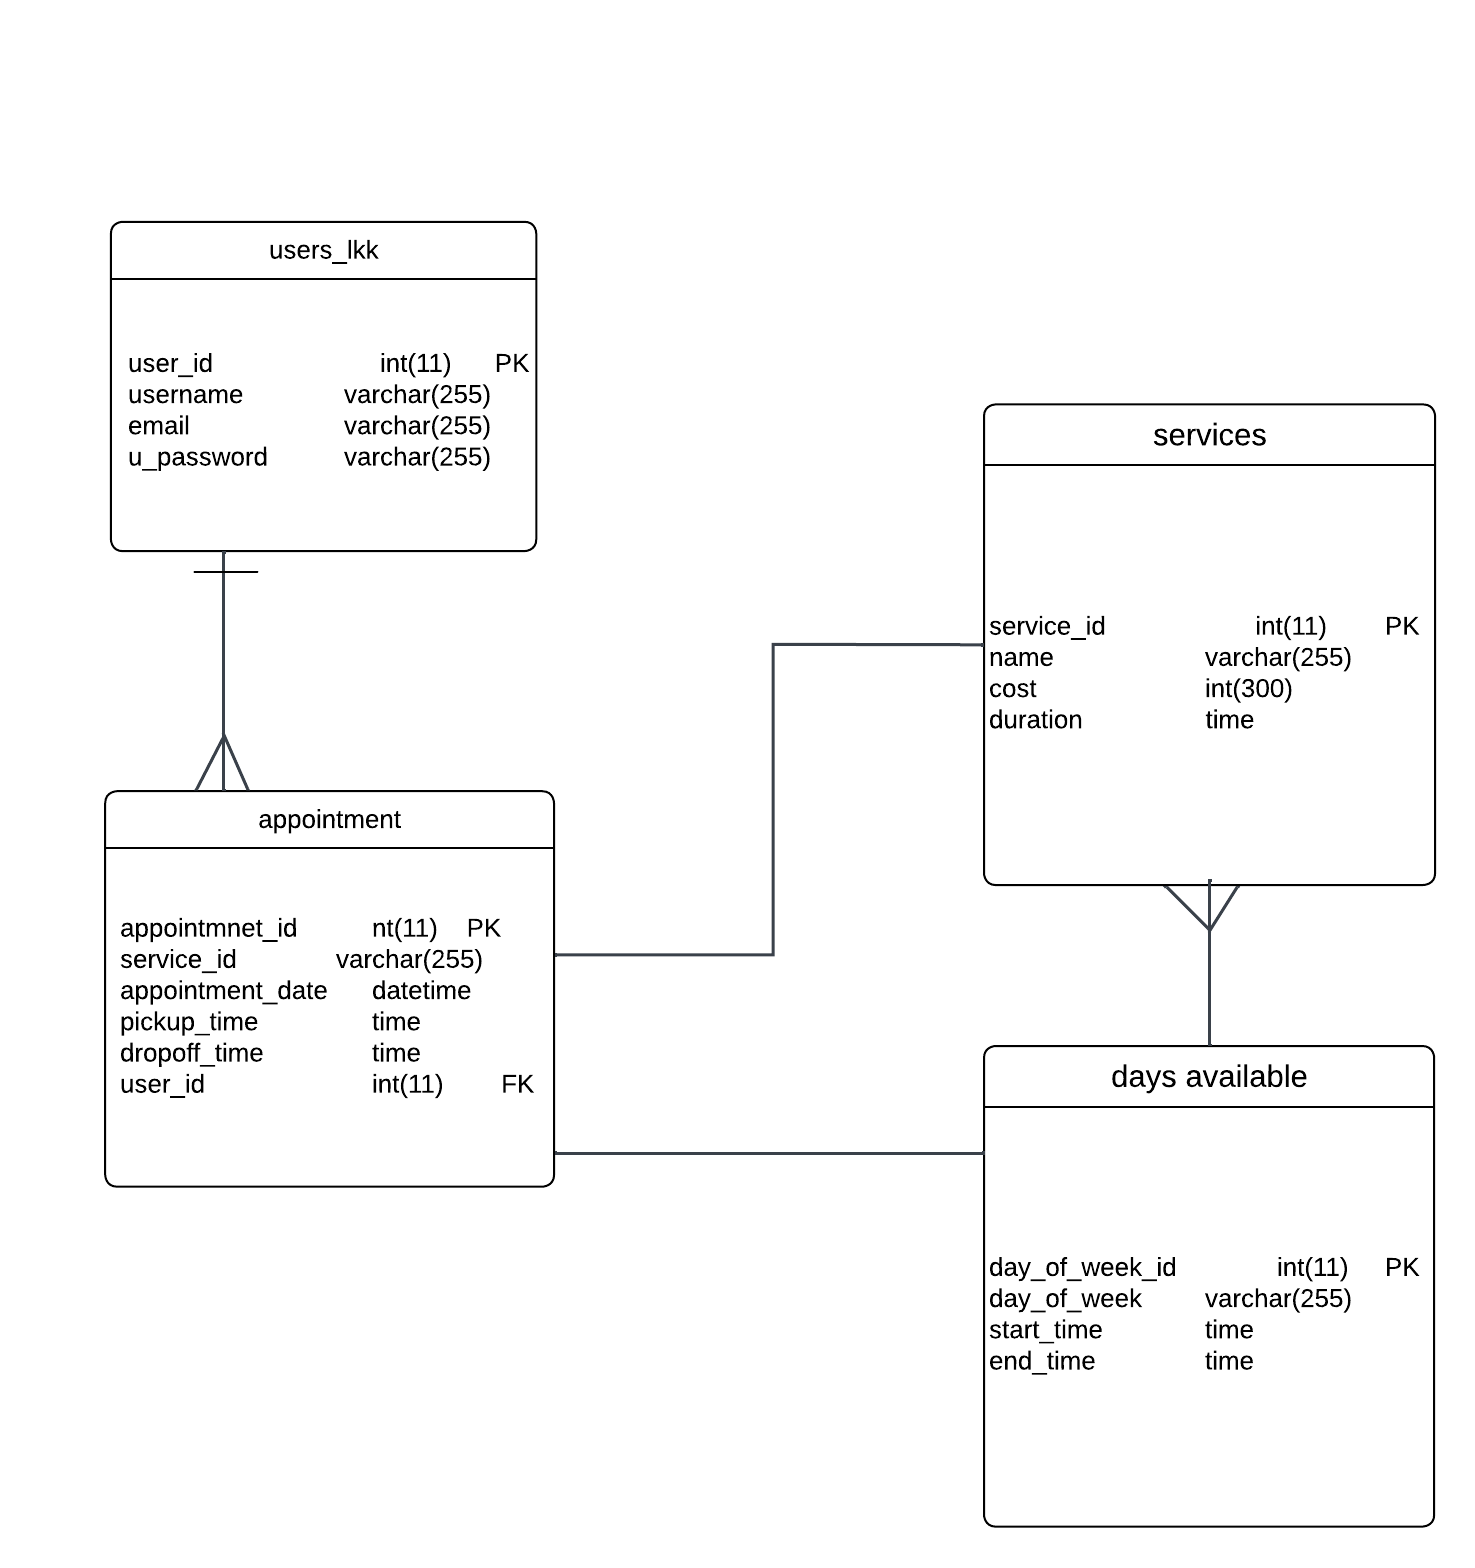 users_lkk
user_id int(11) PK
username varchar(255)
email varchar(255)
u_password varchar(255)
services
service_id int(11) PK
name varchar(255)
cost int(300)
duration time
appointment
appointmnet_id nt(11) PK
service_id varchar(255)
appointment_date datetime
pickup_time time
dropoff_time time
user_id int(11) FK
days available
day_of_week_id int(11) PK
day_of_week varchar(255)
start_time time
end_time time